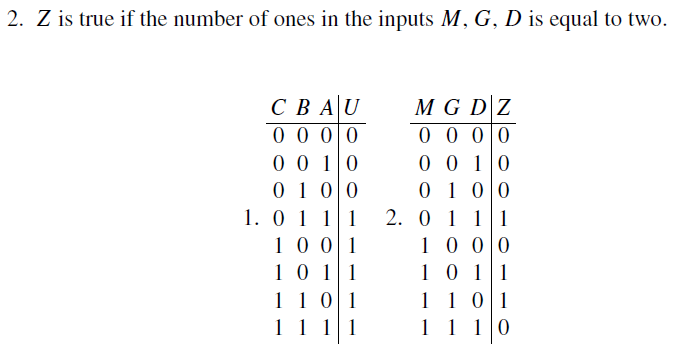 2. Z is true if the number of ones in the inputs M, G, D is equal to two.
C B A U M G D Z
0 0 0 0 0 0 0 0
0 0 1 0 0 0 1 0
0 1 0 0 0 1 0 0
1. 0 1 1 1 2. 0 1 1 1
1 0 0 1 1 0 0 0
1 0 1 1 1 0 1 1
1 1 0 1 1 1 0 1
1 1 1 1 1 1 1 0